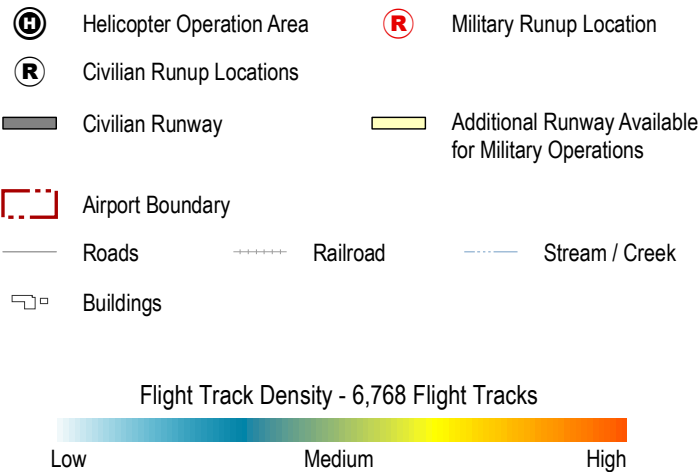 H Helicopter Operation Area
R Military Runup Location
R Civilian Runup Locations
Civilian Runway
Additional Runway Available
for Military Operations
Airport Boundary
Roads
Railroad
Stream / Creek
Buildings
Flight Track Density - 6,768 Flight Tracks
Low Medium High